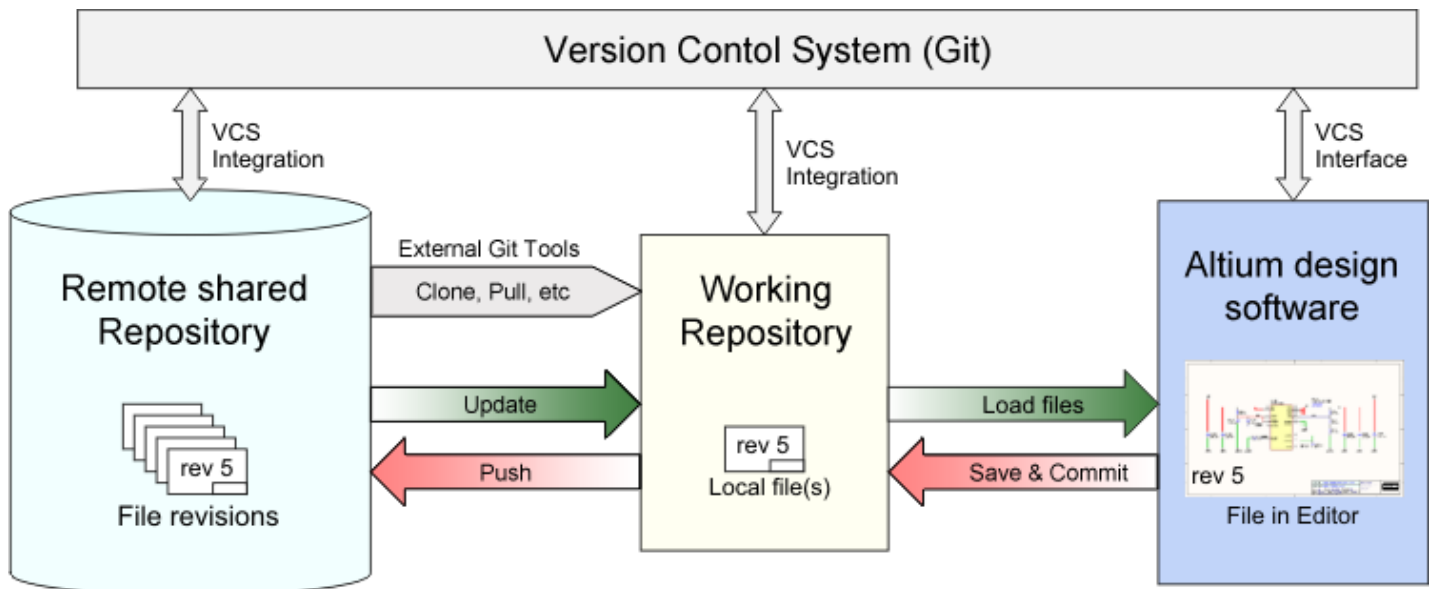 Version Contol System (Git)
VCS
Integration
VCS
Integration
VCS
Interface
Remote shared
Repository
External Git Tools
Clone, Pull, etc
Working
Repository
Altium design
software
Update
Load files
Push
Save & Commit
rev 5
File revisions
rev 5
Local file(s)
rev 5
File in Editor